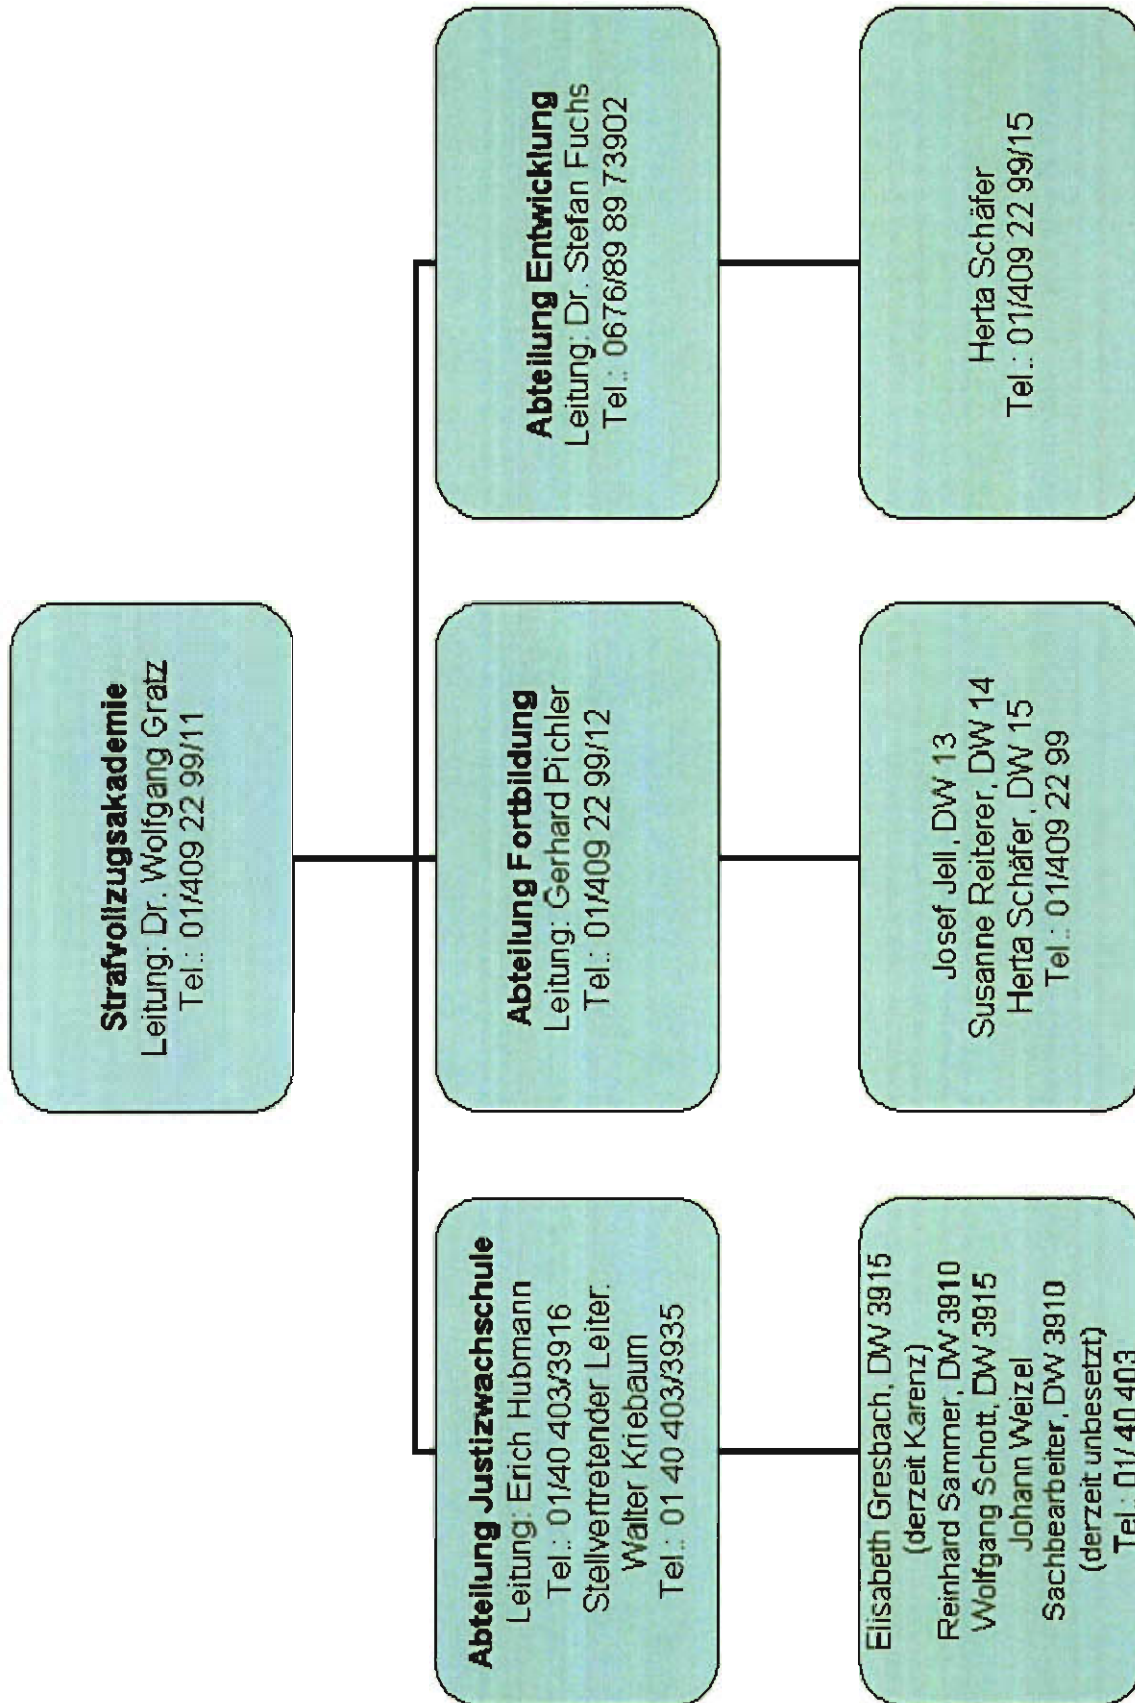 Strafvollzugsakademie
Leitung: Dr. Wolfgang Gratz
Tel.: 01/409 22 99/11
Abteilung Justizwachschule
Leitung: Erich Hubmann
Tel.: 01/40 403/3916
Stellvertretender Leiter:
Walter Kriebaum
Tel.: 01 40 403/3935
Abteilung Fortbildung
Leitung: Gerhard Pichler
Tel.: 01/409 22 99/12
Abteilung Entwicklung
Leitung: Dr. Stefan Fuchs
Tel.: 0676/89 89 73902
Elisabeth Gresbach, DW 3915
(derzeit Karenz)
Reinhard Sammer, DW 3910
Wolfgang Schott, DW 3915
Johann Weizel
Sachbearbeiter, DW 3910
(derzeit unbesetzt)
Tel.: 01/40 403
Josef Jell, DW 13
Susanne Reiterer, DW 14
Herta Schäfer, DW 15
Tel.: 01/409 22 99
Herta Schäfer
Tel.: 01/409 22 99/15